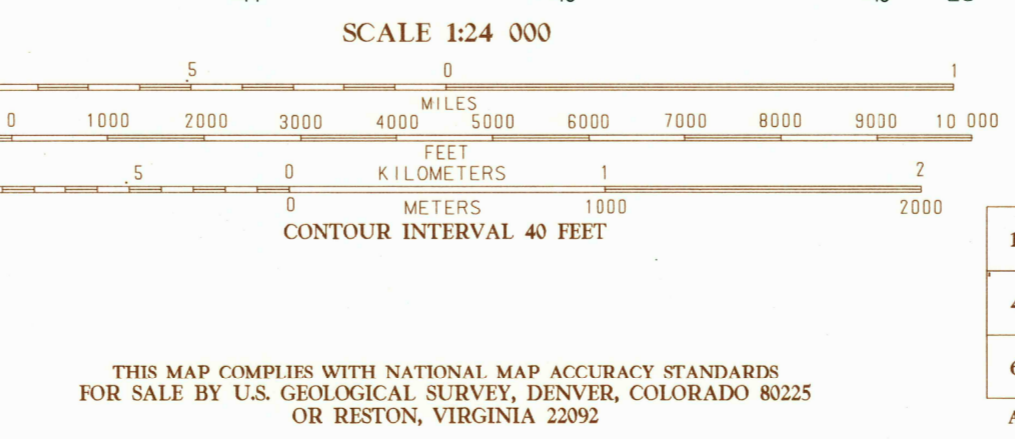 SCALE 1:24 000
.5 0 1
MILES
0 1000 2000 3000 4000 5000 6000 7000 8000 9000 10 000
FEET
KILOMETERS
.5 0 1 2
0 METERS 1000 2000
CONTOUR INTERVAL 40 FEET
THIS MAP COMPLIES WITH NATIONAL MAP ACCURACY STANDARDS
FOR SALE BY U.S. GEOLOGICAL SURVEY, DENVER, COLORADO 80225
OR RESTON, VIRGINIA 22092